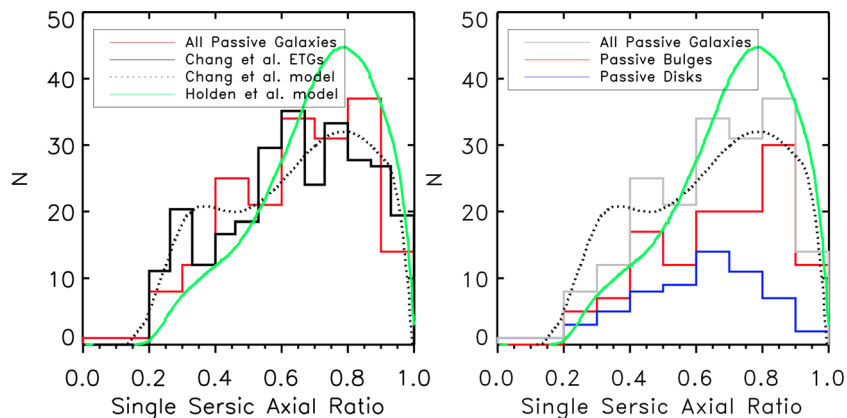 50
40
30
20
10
0
N
All Passive Galaxies
Chang et al. ETGs
Chang et al. model
Holden et al. model
0.0 0.2 0.4 0.6 0.8 1.0
Single Sersic Axial Ratio
50
40
30
20
10
0
N
All Passive Galaxies
Passive Bulges
Passive Disks
0.0 0.2 0.4 0.6 0.8 1.0
Single Sersic Axial Ratio